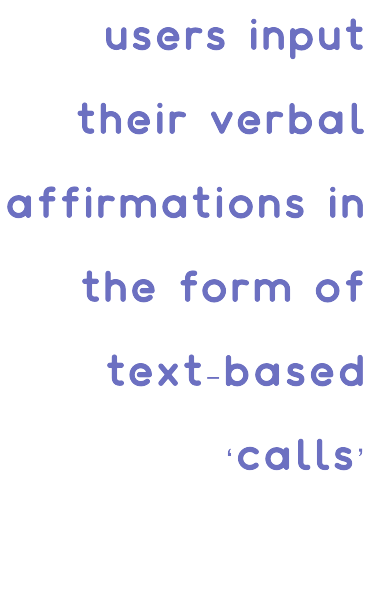 users input
their verbal
affirmations in
the form of
text-based
‘calls’